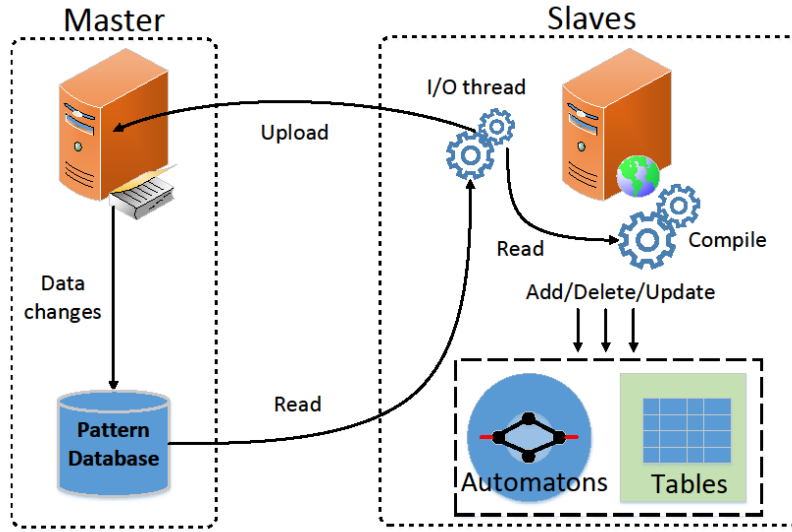 Master
Slaves
I/O thread
Upload
Read
Compile
Data
changes
Add/Delete/Update
Read
Pattern
Database
Automatons
Tables